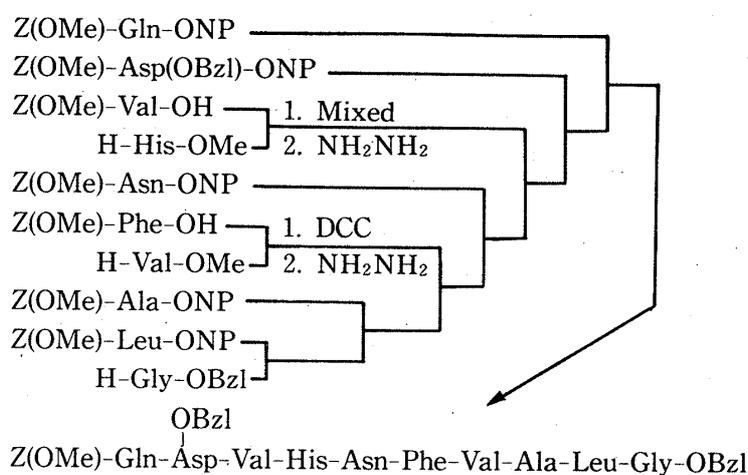 Z(OMe)-Gln-ONP
Z(OMe)-Asp(OBzl)-ONP
Z(OMe)-Val-OH
1. Mixed
H-His-OMe
2. NH₂NH₂
Z(OMe)-Asn-ONP
Z(OMe)-Phe-OH
1. DCC
H-Val-OMe
2. NH₂NH₂
Z(OMe)-Ala-ONP
Z(OMe)-Leu-ONP
H-Gly-OBzl
OBzl
Z(OMe)-Gln-Asp-Val-His-Asn-Phe-Val-Ala-Leu-Gly-OBzl